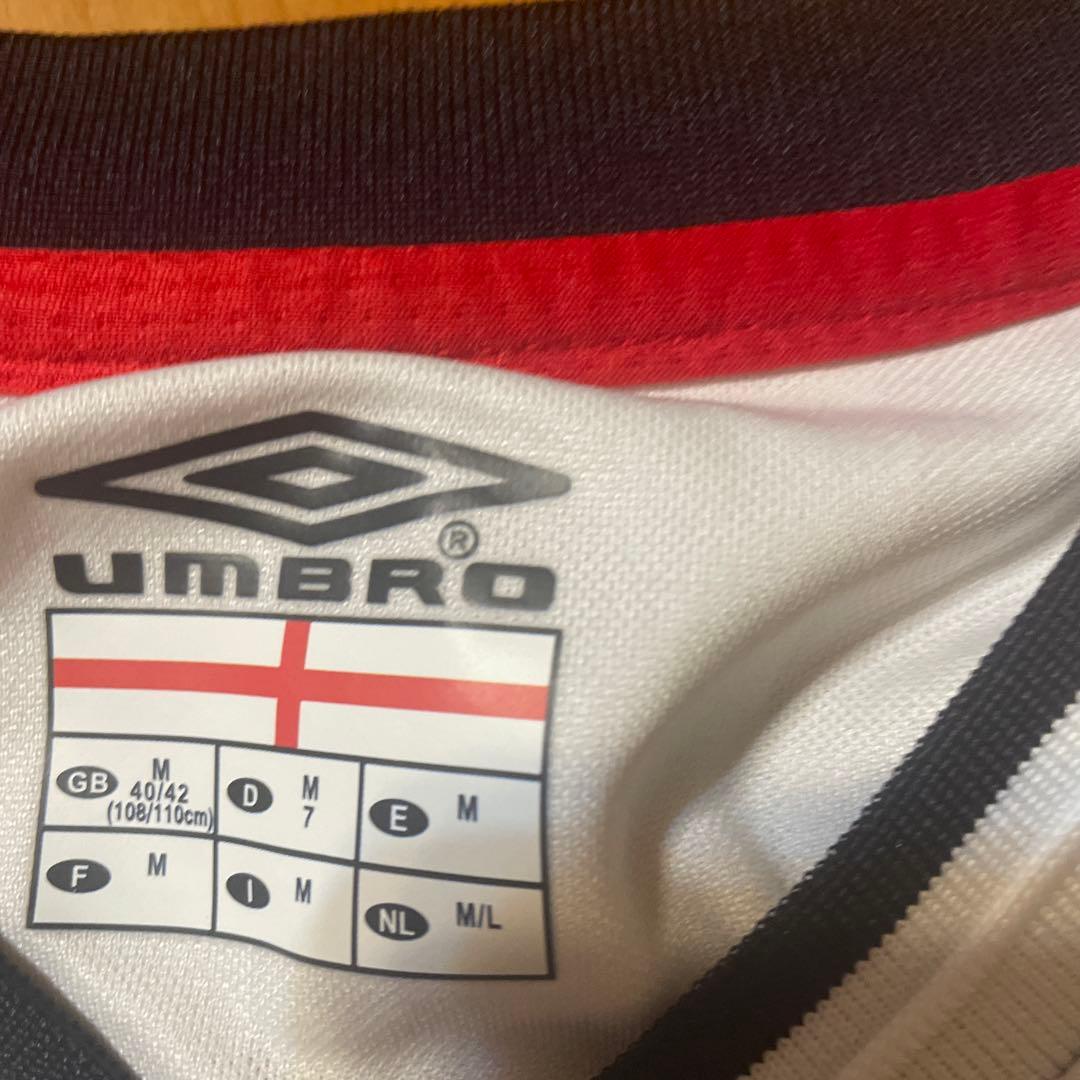 UMBRO ®
GB M 40/42 (108/110cm)
D M 7
E M
F M
I M
NL M/L